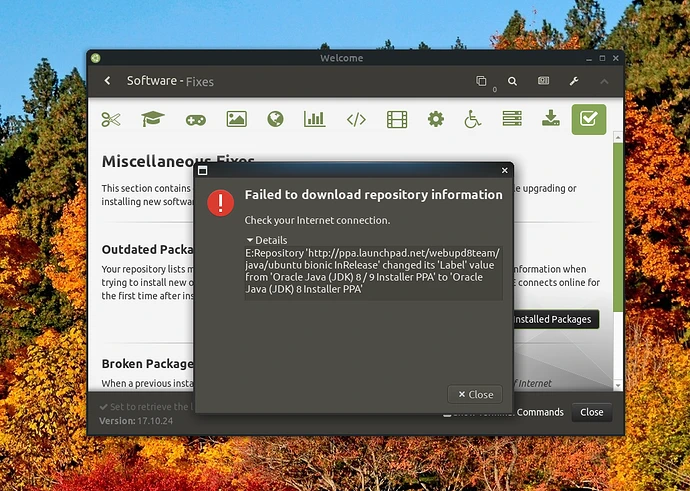 Welcome
Software - Fixes
0
Miscellaneous Fixes
This section contains
e upgrading or
installing new softwa
Failed to download repository information
Check your Internet connection.
Details
E:Repository 'http://ppa.launchpad.net/webupd8team/
java/ubuntu bionic InRelease' changed its 'Label' value
from 'Oracle Java (JDK) 8 / 9 Installer PPA' to 'Oracle
Java (JDK) 8 Installer PPA'
Close
Outdated Packa
Your repository lists m
nformation when
trying to install new o
E connects online for
the first time after ins
Installed Packages
Broken Package
When a previous insta
of Internet
Set to retrieve the l
Version: 17.10.24
Terminal Commands
Close